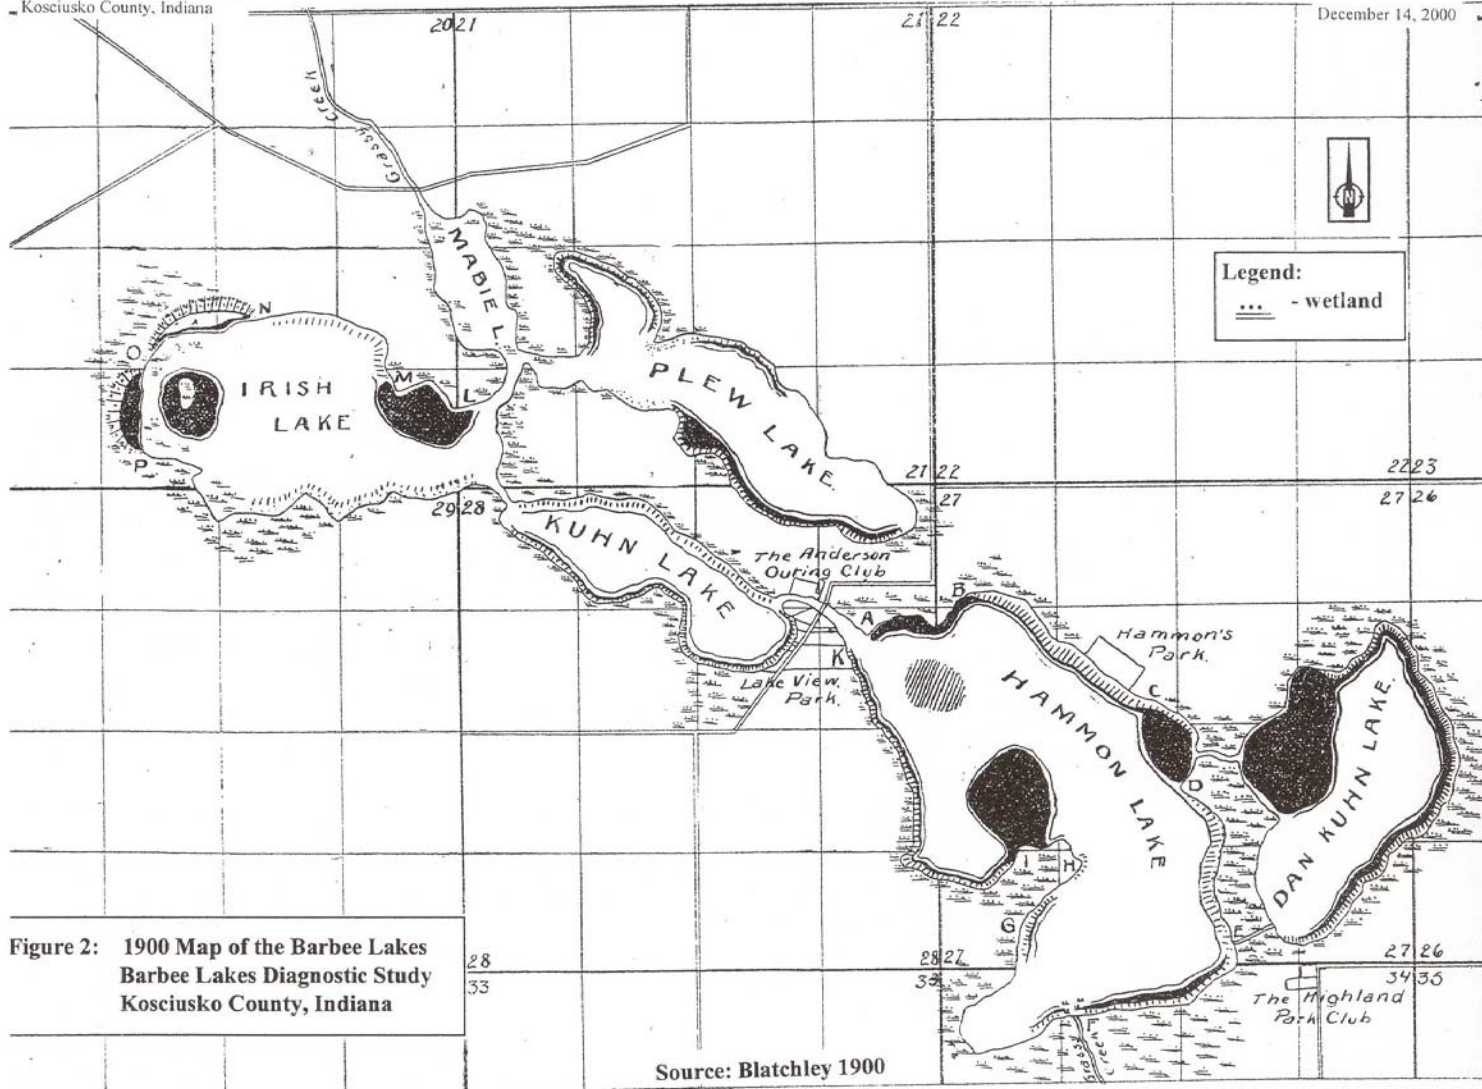 Kosciusko County, Indiana
December 14, 2000
20 21
21 22
Grassy Creek
N
Legend:
... - wetland
MABIE L.
N
O
IRISH
LAKE
M
L
P
PLEW LAKE.
21 22
27
22 23
27 26
29 28
KUHN LAKE
The Anderson
Outing Club
A
B
Hammon's
Park.
K
Lake View
Park.
C
HAMMON LAKE
D
DAN KUHN LAKE.
I
H
G
E
Figure 2: 1900 Map of the Barbee Lakes
Barbee Lakes Diagnostic Study
Kosciusko County, Indiana
28
33
28 27
33
27 26
34 35
The Highland
Park Club
F
Grassy
Creek
Source: Blatchley 1900